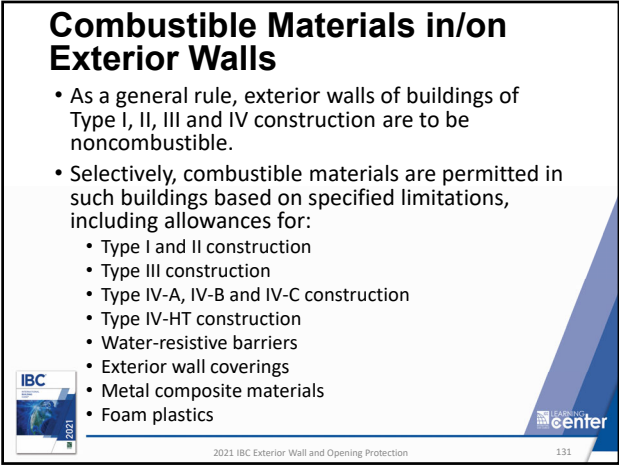 Combustible Materials in/on
Exterior Walls
• As a general rule, exterior walls of buildings of
Type I, II, III and IV construction are to be
noncombustible.
• Selectively, combustible materials are permitted in
such buildings based on specified limitations,
including allowances for:
• Type I and II construction
• Type III construction
• Type IV-A, IV-B and IV-C construction
• Type IV-HT construction
• Water-resistive barriers
• Exterior wall coverings
• Metal composite materials
• Foam plastics
IBC
2021
LEARNING
center
2021 IBC Exterior Wall and Opening Protection
131